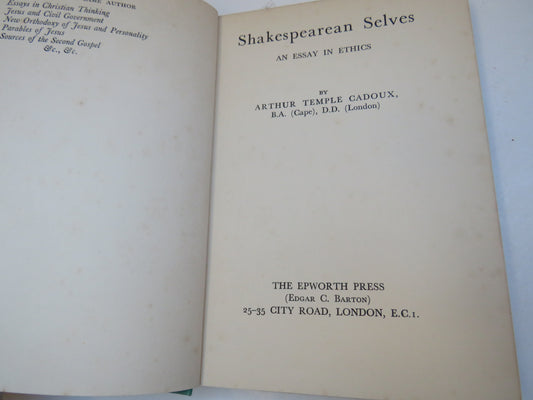 AUTHOR
Essays in Christian Thinking
Jesus and Civil Government
New Orthodoxy of Jesus and Personality
Parables of Jesus
Sources of the Second Gospel
&c., &c.
Shakespearean Selves
AN ESSAY IN ETHICS
BY
ARTHUR TEMPLE CADOUX,
B.A. (Cape), D.D. (London)
THE EPWORTH PRESS
(Edgar C. Barton)
25-35 CITY ROAD, LONDON, E.C.1.